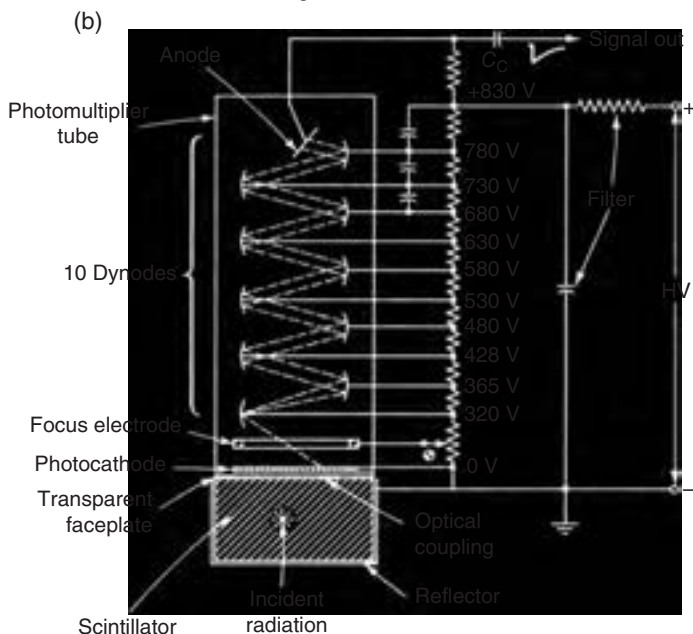 (b)
Signal out
C_C
Anode
+830 V
+
Photomultiplier
tube
780 V
730 V
Filter
680 V
630 V
10 Dynodes
580 V
HV
530 V
480 V
428 V
365 V
320 V
Focus electrode
Photocathode
0 V
–
Transparent
faceplate
Optical
coupling
Incident
radiation
Reflector
Scintillator